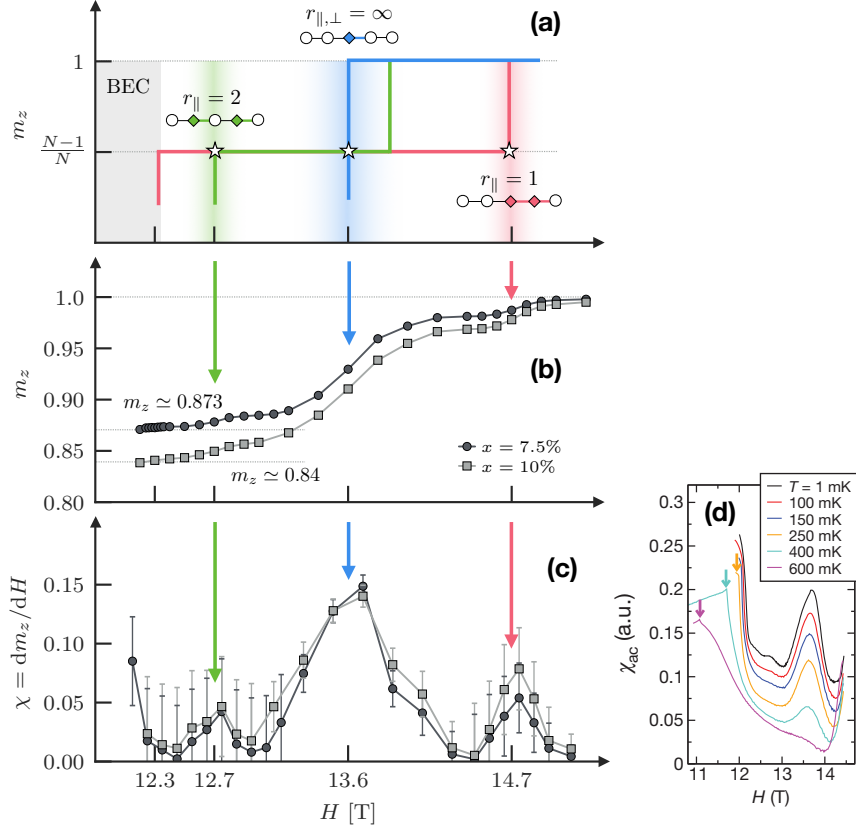 (a)
r∥,⊥ = ∞
1
BEC
r∥ = 2
m_z
N−1
N
r∥ = 1
(b)
1.0
0.95
m_z
0.90
m_z ≃ 0.873
x = 7.5%
x = 10%
0.85
m_z ≃ 0.84
0.80
(c)
χ = dm_z/dH
0.15
0.10
0.05
0.00
12.3 12.7 13.6 14.7
H [T]
(d)
T = 1 mK
100 mK
150 mK
250 mK
400 mK
600 mK
χac (a.u.)
0.3
0.25
0.2
0.15
0.1
0.05
0
11 12 13 14
H (T)